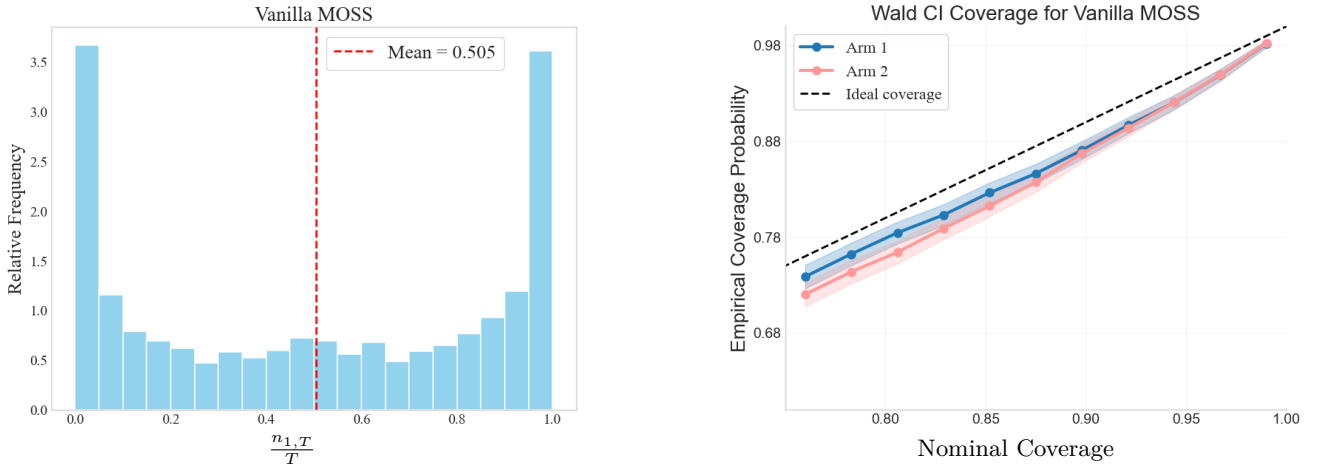 Vanilla MOSS
Mean = 0.505
Relative Frequency
3.5
3.0
2.5
2.0
1.5
1.0
0.5
0.0
0.0 0.2 0.4 0.6 0.8 1.0
n_{1,T}
T
Wald CI Coverage for Vanilla MOSS
Arm 1
Arm 2
Ideal coverage
Empirical Coverage Probability
0.98
0.88
0.78
0.68
0.80 0.85 0.90 0.95 1.00
Nominal Coverage